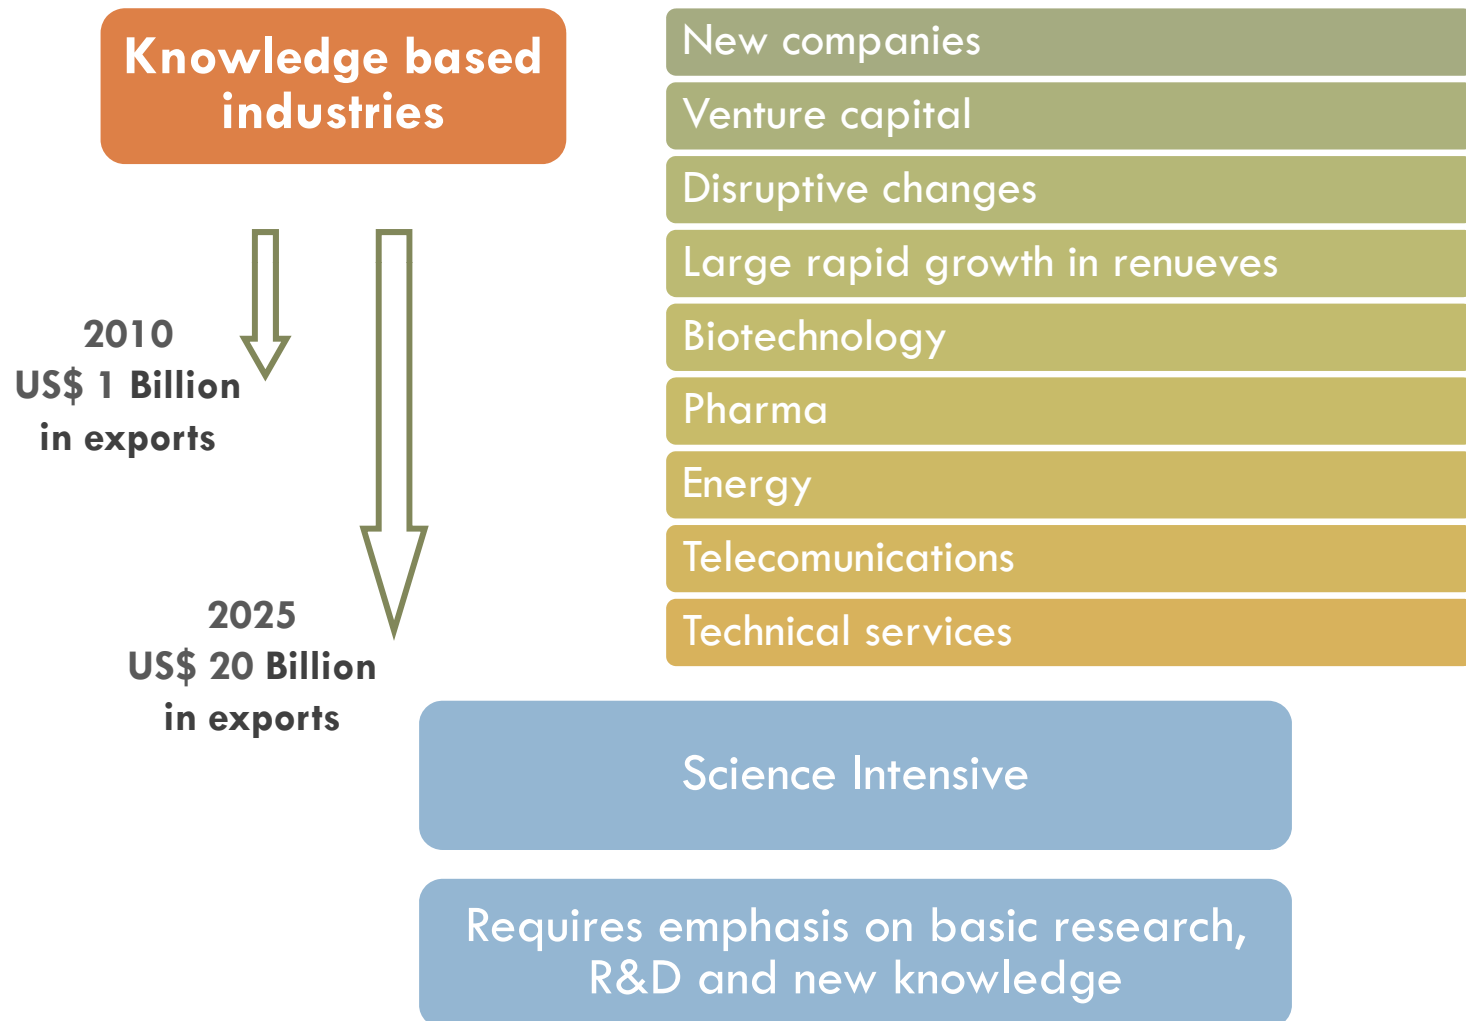 Knowledge based
industries
2010
US$ 1 Billion
in exports
2025
US$ 20 Billion
in exports
New companies
Venture capital
Disruptive changes
Large rapid growth in renueves
Biotechnology
Pharma
Energy
Telecomunications
Technical services
Science Intensive
Requires emphasis on basic research,
R&D and new knowledge